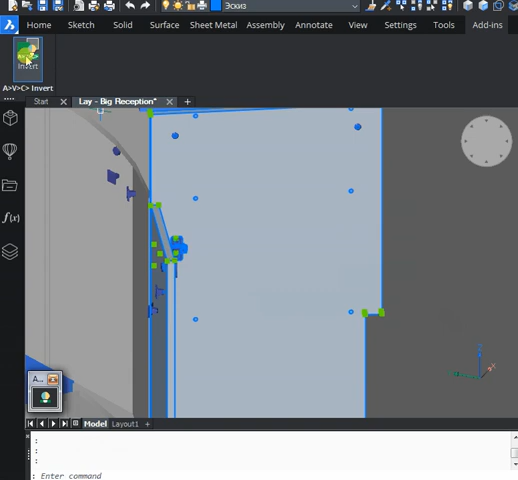 Эскиз
Home Sketch Solid Surface Sheet Metal Assembly Annotate View Settings Tools Add-ins
Invert
A>V>C> Invert
Start Lay - Big Reception*
f(x)
A...
Model Layout1 +
:
:
:
: Enter command